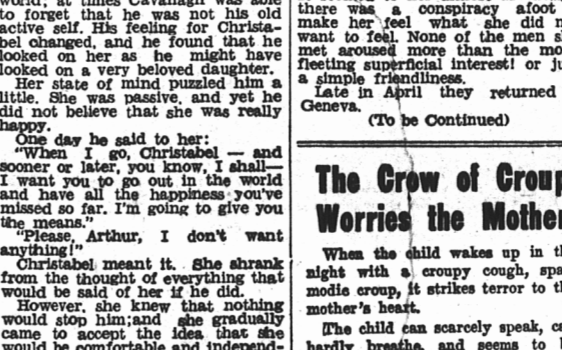 world, at times Cavanagh was able
to forget that he was not his old
active self. His feeling for Christa-
bel changed, and he found that he
looked on her as he might have
looked on a very beloved daughter.
Her state of mind puzzled him a
little. She was passive, and yet he
did not believe that she was really
happy.
One day he said to her:
"When I go, Christabel — and
sooner or later, you know, I shall—
I want you to go out in the world
and have all the happiness you've
missed so far. I'm going to give you
the means."
"Please, Arthur, I don't want
anything!"
Christabel meant it. She shrank
from the thought of everything that
would be said of her if he did.
However, she knew that nothing
would stop him;and she gradually
came to accept the idea that she
would be comfortable and independ-
there was a conspiracy afoot
make her feel what she did n
want to feel. None of the men s
met aroused more than the mo
fleeting superficial interest! or ju
a simple friendliness.
Late in April they returned
Geneva.
(To be Continued)
The Crow of Croup
Worries the Mother
When the child wakes up in th
night with a croupy cough, spa
modic croup, it strikes terror to th
mother's heart.
The child can scarcely speak, ca
hardly breathe, and seems to b